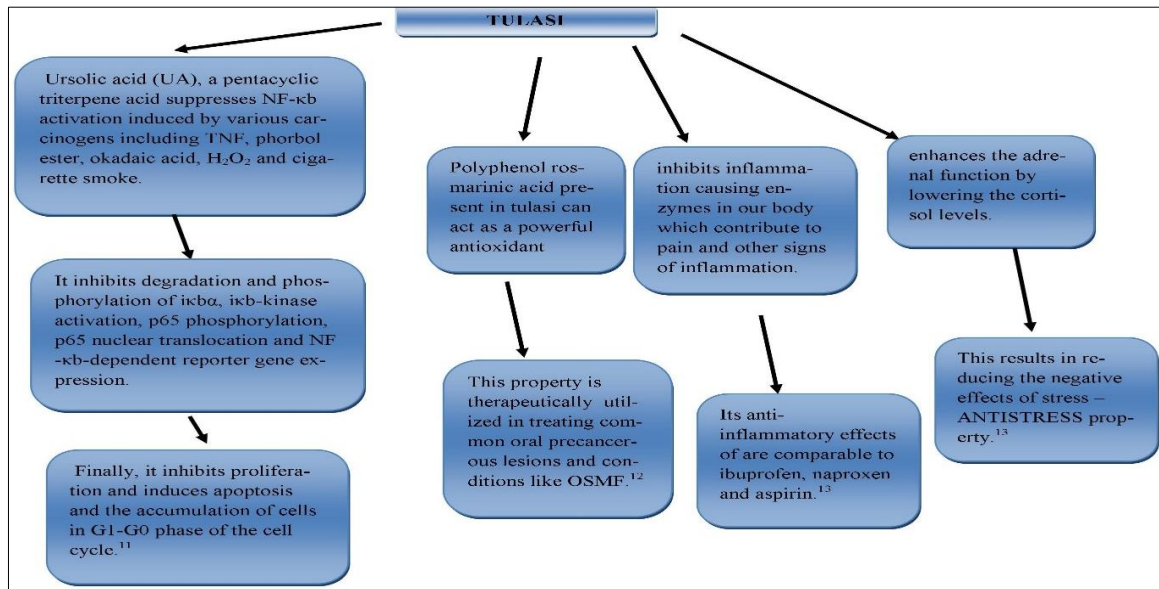 TULASI
Ursolic acid (UA), a pentacyclic
triterpene acid suppresses NF-κb
activation induced by various car-
cinogens including TNF, phorbol
ester, okadaic acid, H₂O₂ and ciga-
rette smoke.
It inhibits degradation and phos-
phorylation of iκbα, iκb-kinase
activation, p65 phosphorylation,
p65 nuclear translocation and NF
-κb-dependent reporter gene ex-
pression.
Finally, it inhibits prolifera-
tion and induces apoptosis
and the accumulation of cells
in G1-G0 phase of the cell
cycle.¹¹
Polyphenol ros-
marinic acid pre-
sent in tulasi can
act as a powerful
antioxidant
This property is
therapeutically util-
ized in treating com-
mon oral precancer-
ous lesions and con-
ditions like OSMF.¹²
inhibits inflamma-
tion causing en-
zymes in our body
which contribute to
pain and other signs
of inflammation.
Its anti-
inflammatory effects
of are comparable to
ibuprofen, naproxen
and aspirin.¹³
enhances the adre-
nal function by
lowering the corti-
sol levels.
This results in re-
ducing the negative
effects of stress –
ANTISTRESS prop-
erty.¹³